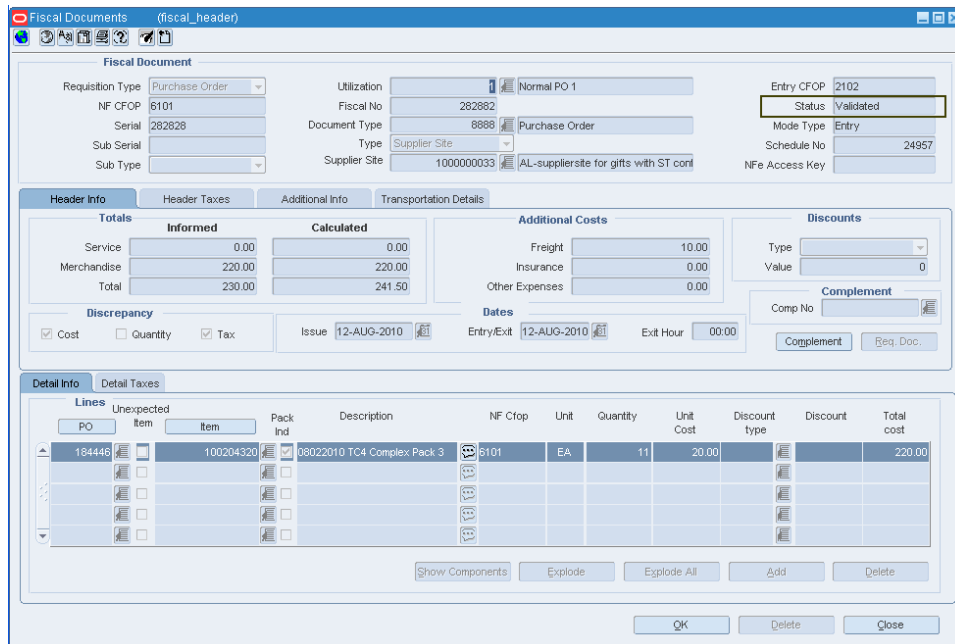 Fiscal Documents (fiscal_header)
Fiscal Document
Requisition Type Purchase Order Utilization 1 Normal PO 1 Entry CFOP 2102
NF CFOP 6101 Fiscal No 282882 Status Validated
Serial 282828 Document Type 8888 Purchase Order Mode Type Entry
Sub Serial Type Supplier Site Schedule No 24957
Sub Type Supplier Site 1000000033 AL-suppliersite for gifts with ST cont NFe Access Key
Header Info Header Taxes Additional Info Transportation Details
Totals Additional Costs Discounts
Informed Calculated
Service 0.00 0.00 Freight 10.00 Type
Merchandise 220.00 220.00 Insurance 0.00 Value 0
Total 230.00 241.50 Other Expenses 0.00
Complement
Discrepancy Dates Comp No
Cost Quantity Tax Issue 12-AUG-2010 Entry/Exit 12-AUG-2010 Exit Hour 00:00
Complement Req. Doc.
Detail Info Detail Taxes
Lines Unexpected Item Pack Ind Description NF Cfop Unit Quantity Unit Cost Discount type Discount Total cost
PO Item
184446 100204320 08022010 TC4 Complex Pack 3 6101 EA 11 20.00 220.00
Show Components Explode Explode All Add Delete
OK Delete Close